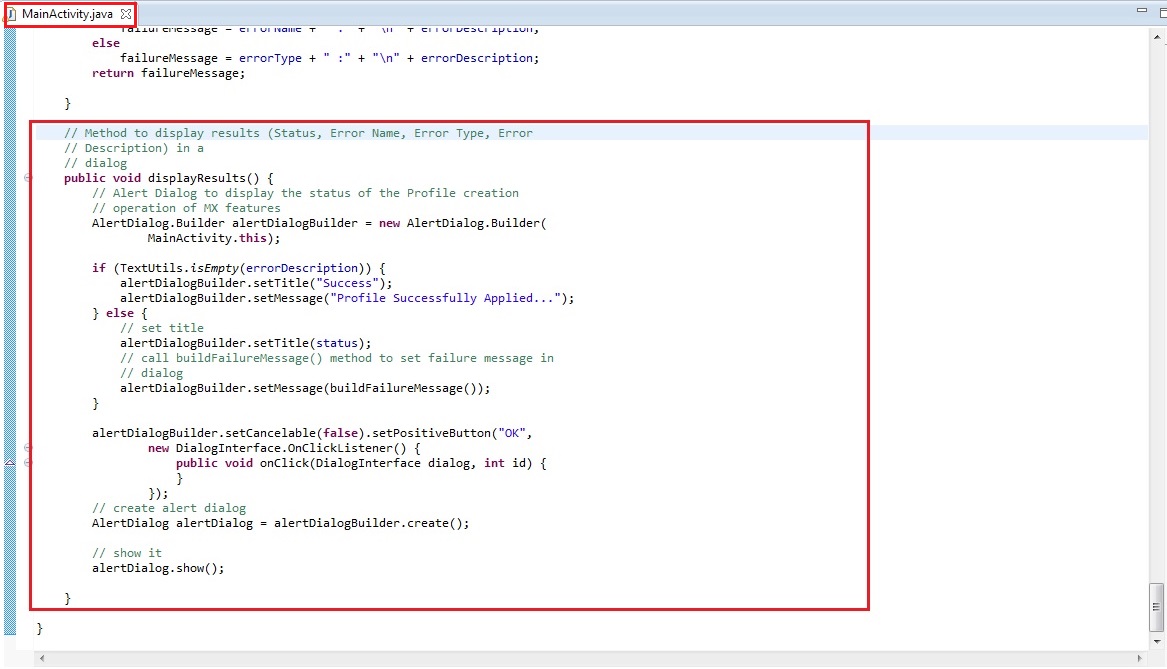 MainActivity.java
failureMessage = errorName + " :" + "\n" + errorDescription;
else
failureMessage = errorType + " :" + "\n" + errorDescription;
return failureMessage;
}
// Method to display results (Status, Error Name, Error Type, Error
// Description) in a
// dialog
public void displayResults() {
// Alert Dialog to display the status of the Profile creation
// operation of MX features
AlertDialog.Builder alertDialogBuilder = new AlertDialog.Builder(
MainActivity.this);
if (TextUtils.isEmpty(errorDescription)) {
alertDialogBuilder.setTitle("Success");
alertDialogBuilder.setMessage("Profile Successfully Applied...");
} else {
// set title
alertDialogBuilder.setTitle(status);
// call buildFailureMessage() method to set failure message in
// dialog
alertDialogBuilder.setMessage(buildFailureMessage());
}
alertDialogBuilder.setCancelable(false).setPositiveButton("OK",
new DialogInterface.OnClickListener() {
public void onClick(DialogInterface dialog, int id) {
}
});
// create alert dialog
AlertDialog alertDialog = alertDialogBuilder.create();
// show it
alertDialog.show();
}
}